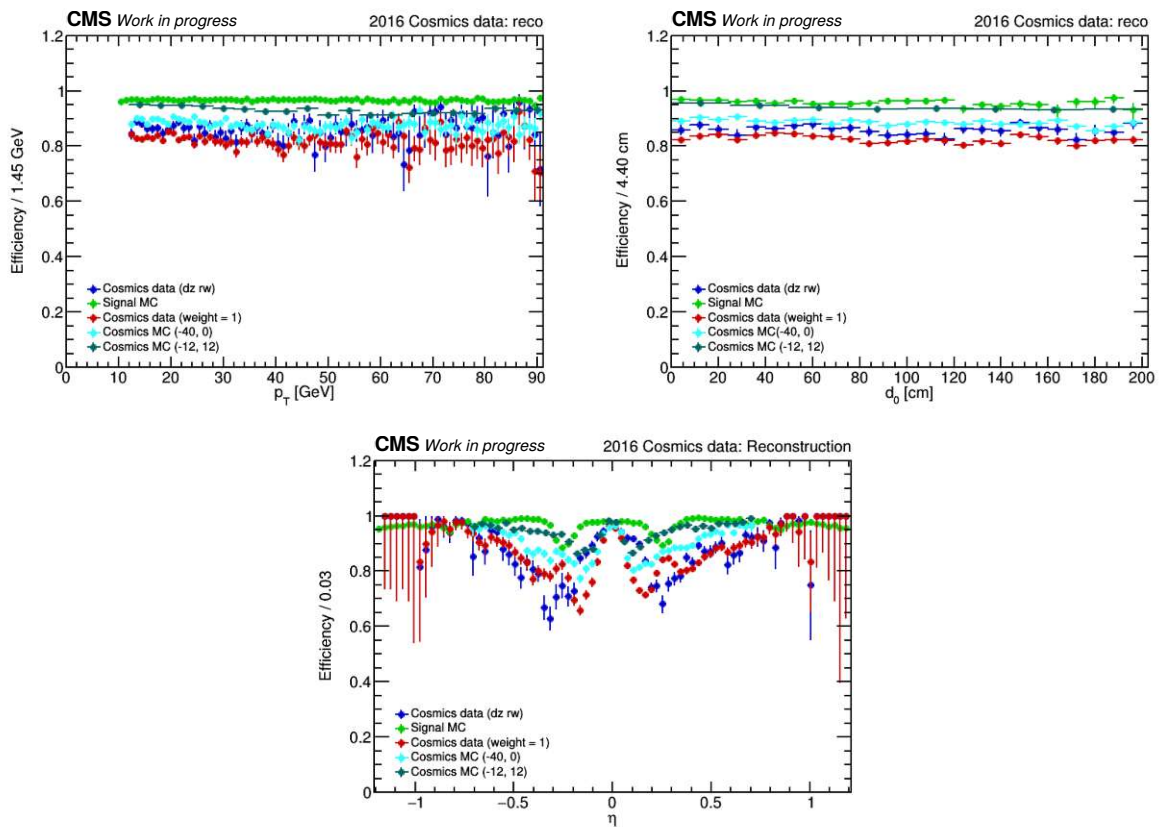 CMS Work in progress 2016 Cosmics data: reco
Efficiency / 1.45 GeV
1.2
1
0.8
0.6
0.4
0.2
0
Cosmics data (dz rw)
Signal MC
Cosmics data (weight = 1)
Cosmics MC (-40, 0)
Cosmics MC (-12, 12)
0 10 20 30 40 50 60 70 80 90
pT [GeV]
CMS Work in progress 2016 Cosmics data: reco
Efficiency / 4.40 cm
1.2
1
0.8
0.6
0.4
0.2
0
Cosmics data (dz rw)
Signal MC
Cosmics data (weight = 1)
Cosmics MC(-40, 0)
Cosmics MC (-12, 12)
0 20 40 60 80 100 120 140 160 180 200
d0 [cm]
CMS Work in progress 2016 Cosmics data: Reconstruction
Efficiency / 0.03
1.2
1
0.8
0.6
0.4
0.2
0
Cosmics data (dz rw)
Signal MC
Cosmics data (weight = 1)
Cosmics MC (-40, 0)
Cosmics MC (-12, 12)
−1 −0.5 0 0.5 1
η